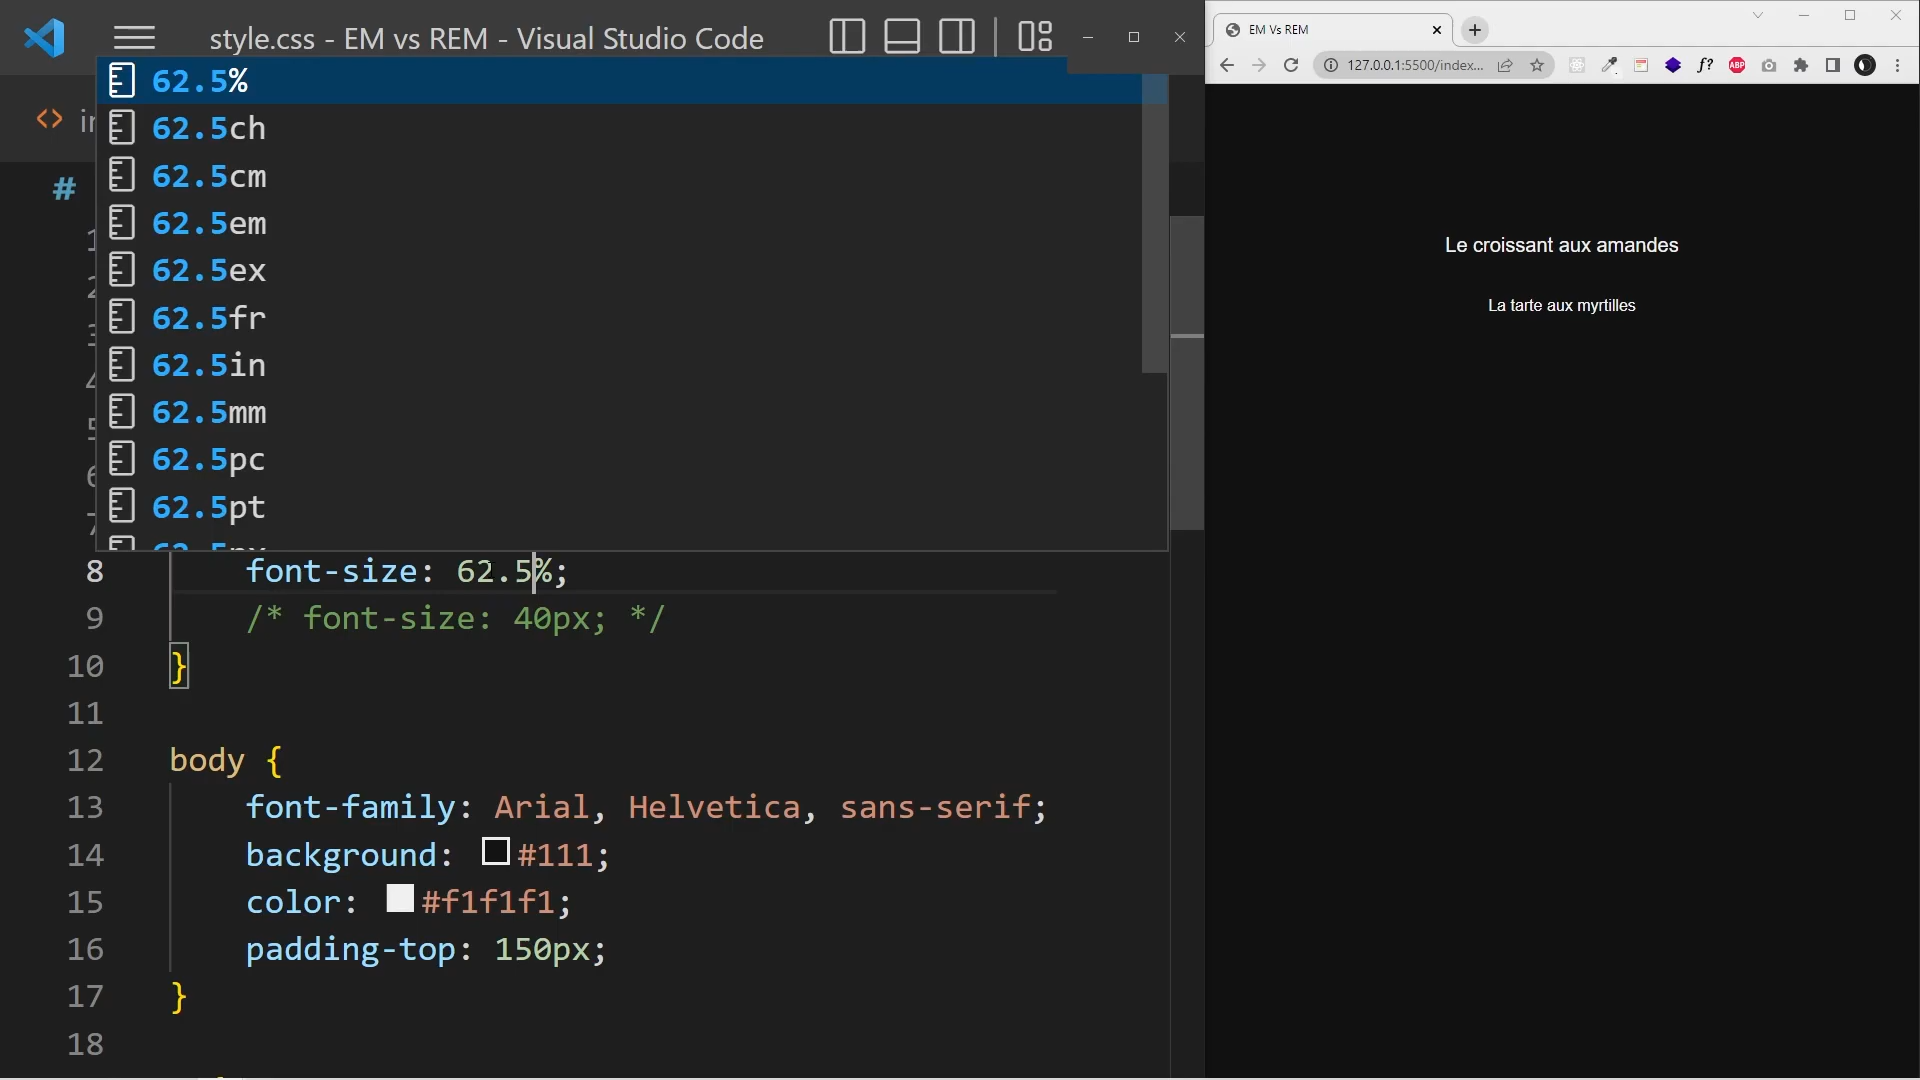 style.css - EM vs REM - Visual Studio Code
62.5%
62.5ch
62.5cm
62.5em
62.5ex
62.5fr
62.5in
62.5mm
62.5pc
62.5pt
#
8 font-size: 62.5%;
9 /* font-size: 40px; */
10 }
11
12 body {
13 font-family: Arial, Helvetica, sans-serif;
14 background: #111;
15 color: #f1f1f1;
16 padding-top: 150px;
17 }
18
EM Vs REM
127.0.0.1:5500/index...
f?
ABP
Le croissant aux amandes
La tarte aux myrtilles